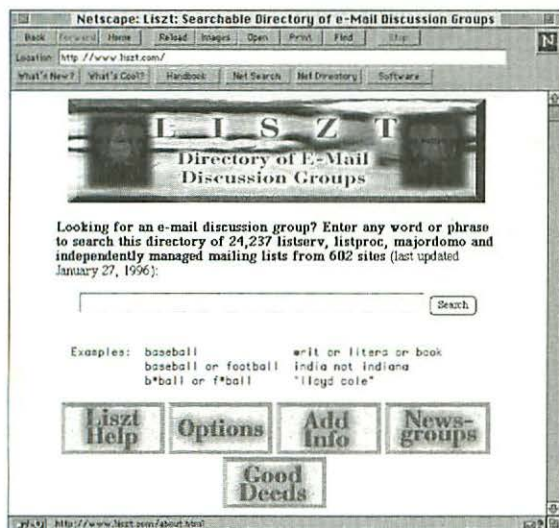 Netscape: Liszt: Searchable Directory of e-Mail Discussion Groups
Back Forward Home Reload Images Open Print Find Stop
Location: http://www.liszt.com/
What's New? What's Cool? Handbook Net Search Net Directory Software
N
L I S Z T
Directory of E-Mail
Discussion Groups
Looking for an e-mail discussion group? Enter any word or phrase
to search this directory of 24,237 listserv, listproc, majordomo and
independently managed mailing lists from 602 sites (last updated
January 27, 1996):
Search
Examples: baseball writ or liters or book
baseball or football india not indiana
b*ball or f*ball "lloyd cole"
Liszt Help
Options
Add Info
News-groups
Good Deeds
http://www.liszt.com/about.html